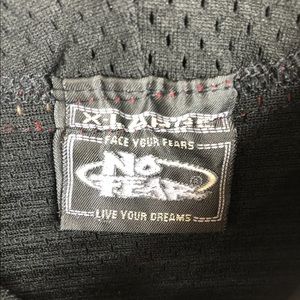 X-LARGE
FACE YOUR FEARS
NO
FEAR
®
LIVE YOUR DREAMS